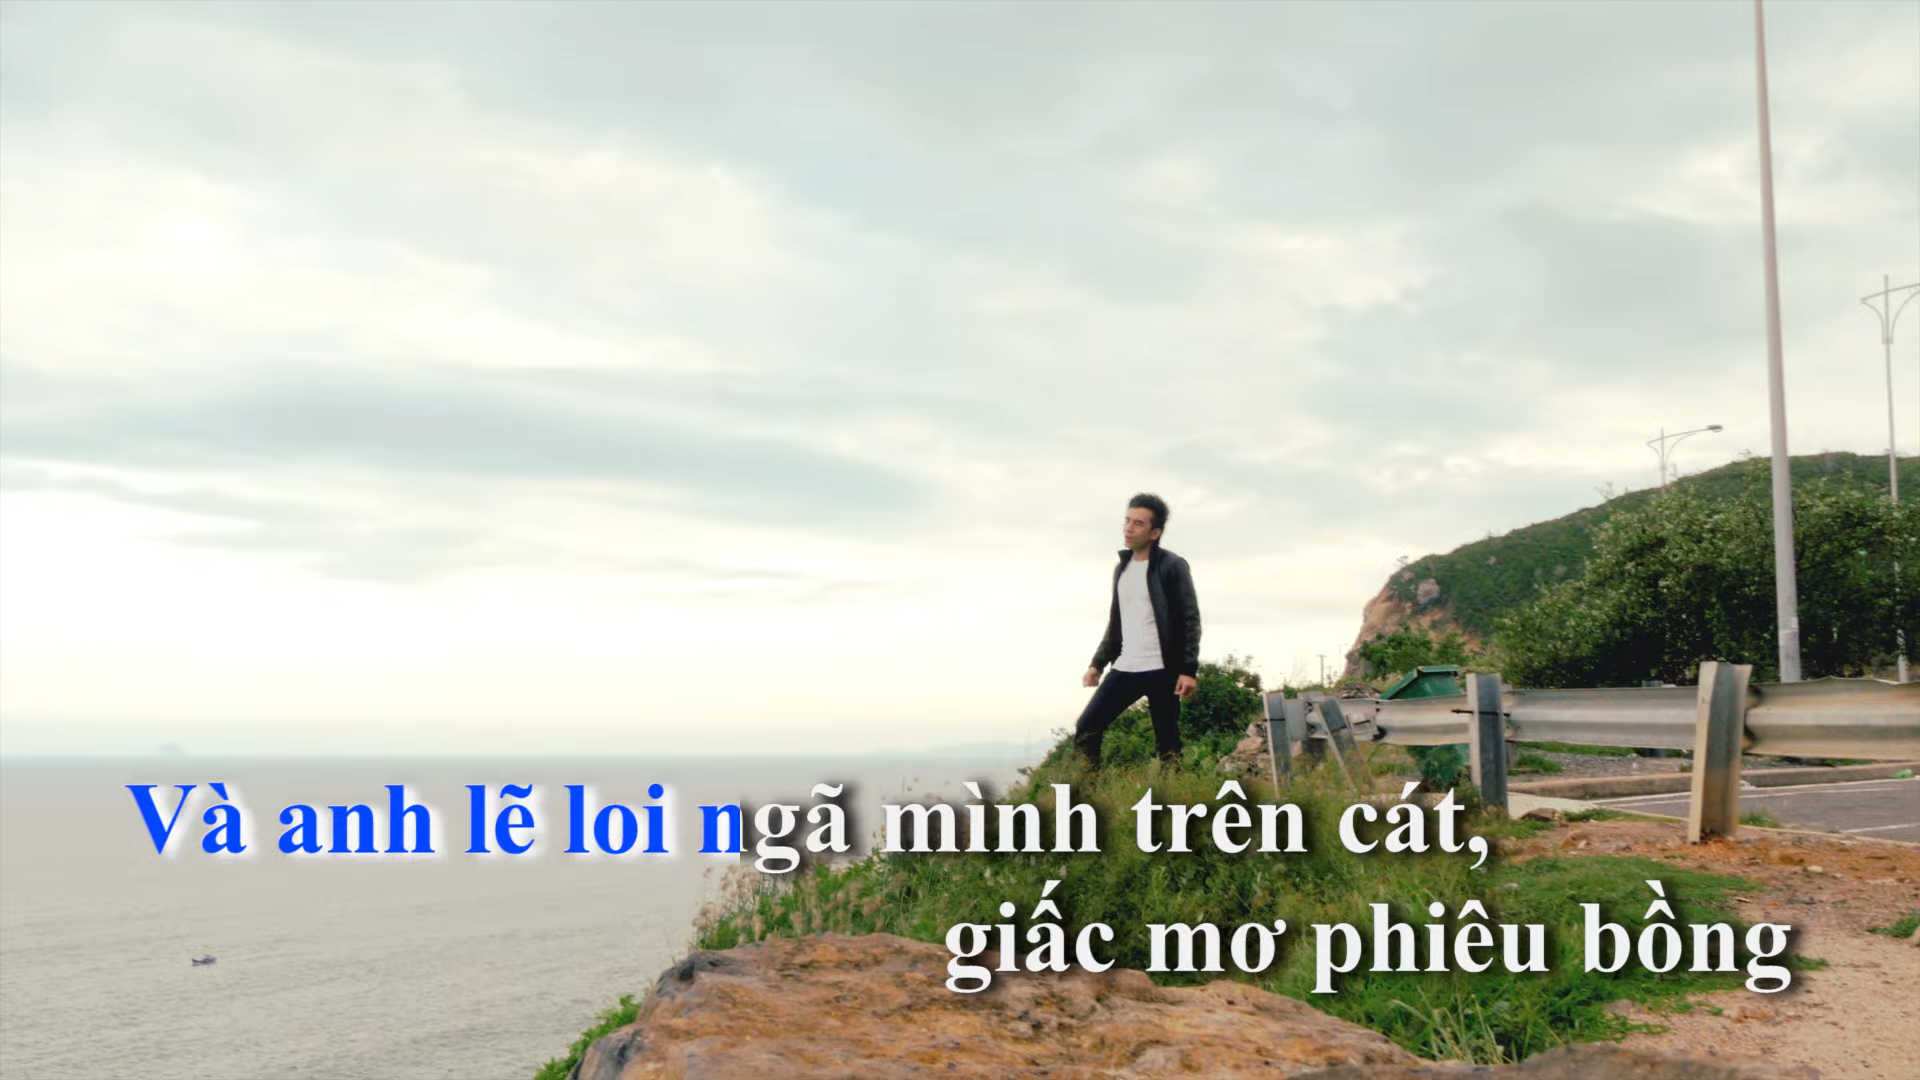 Và anh lẽ loi ngã mình trên cát,
giấc mơ phiêu bồng